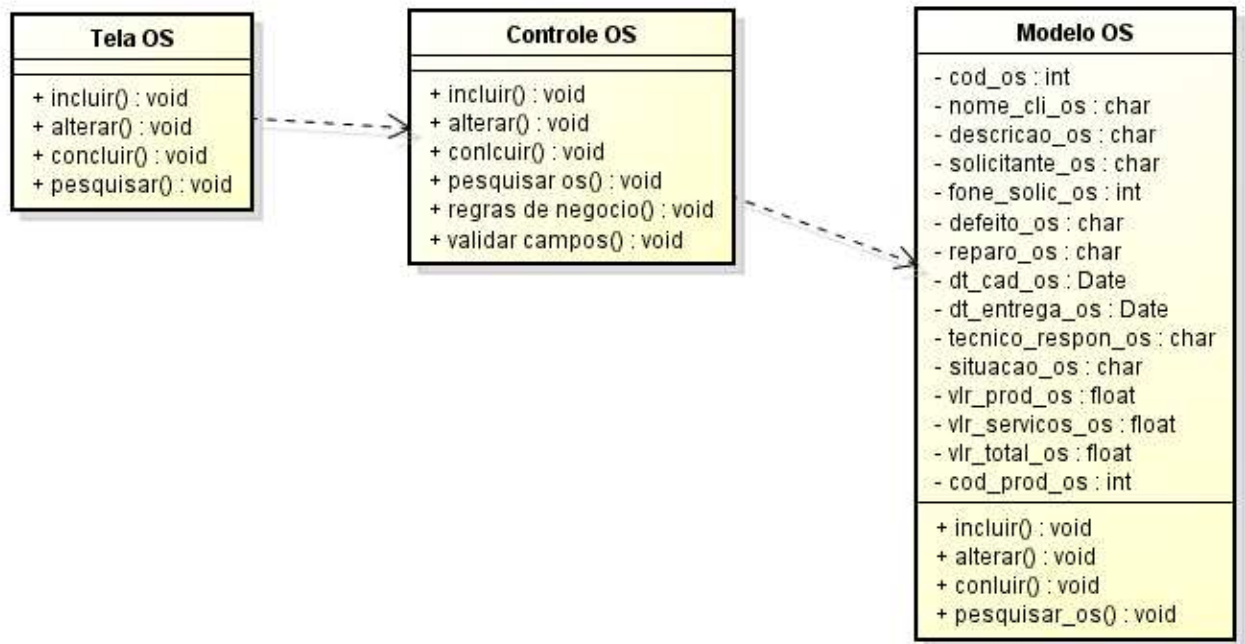 Tela OS
+ incluir() : void
+ alterar() : void
+ concluir() : void
+ pesquisar() : void
Controle OS
+ incluir() : void
+ alterar() : void
+ conlcuir() : void
+ pesquisar os() : void
+ regras de negocio() : void
+ validar campos() : void
Modelo OS
- cod_os : int
- nome_cli_os : char
- descricao_os : char
- solicitante_os : char
- fone_solic_os : int
- defeito_os : char
- reparo_os : char
- dt_cad_os : Date
- dt_entrega_os : Date
- tecnico_respon_os : char
- situacao_os : char
- vlr_prod_os : float
- vlr_servicos_os : float
- vlr_total_os : float
- cod_prod_os : int
+ incluir() : void
+ alterar() : void
+ conluir() : void
+ pesquisar_os() : void